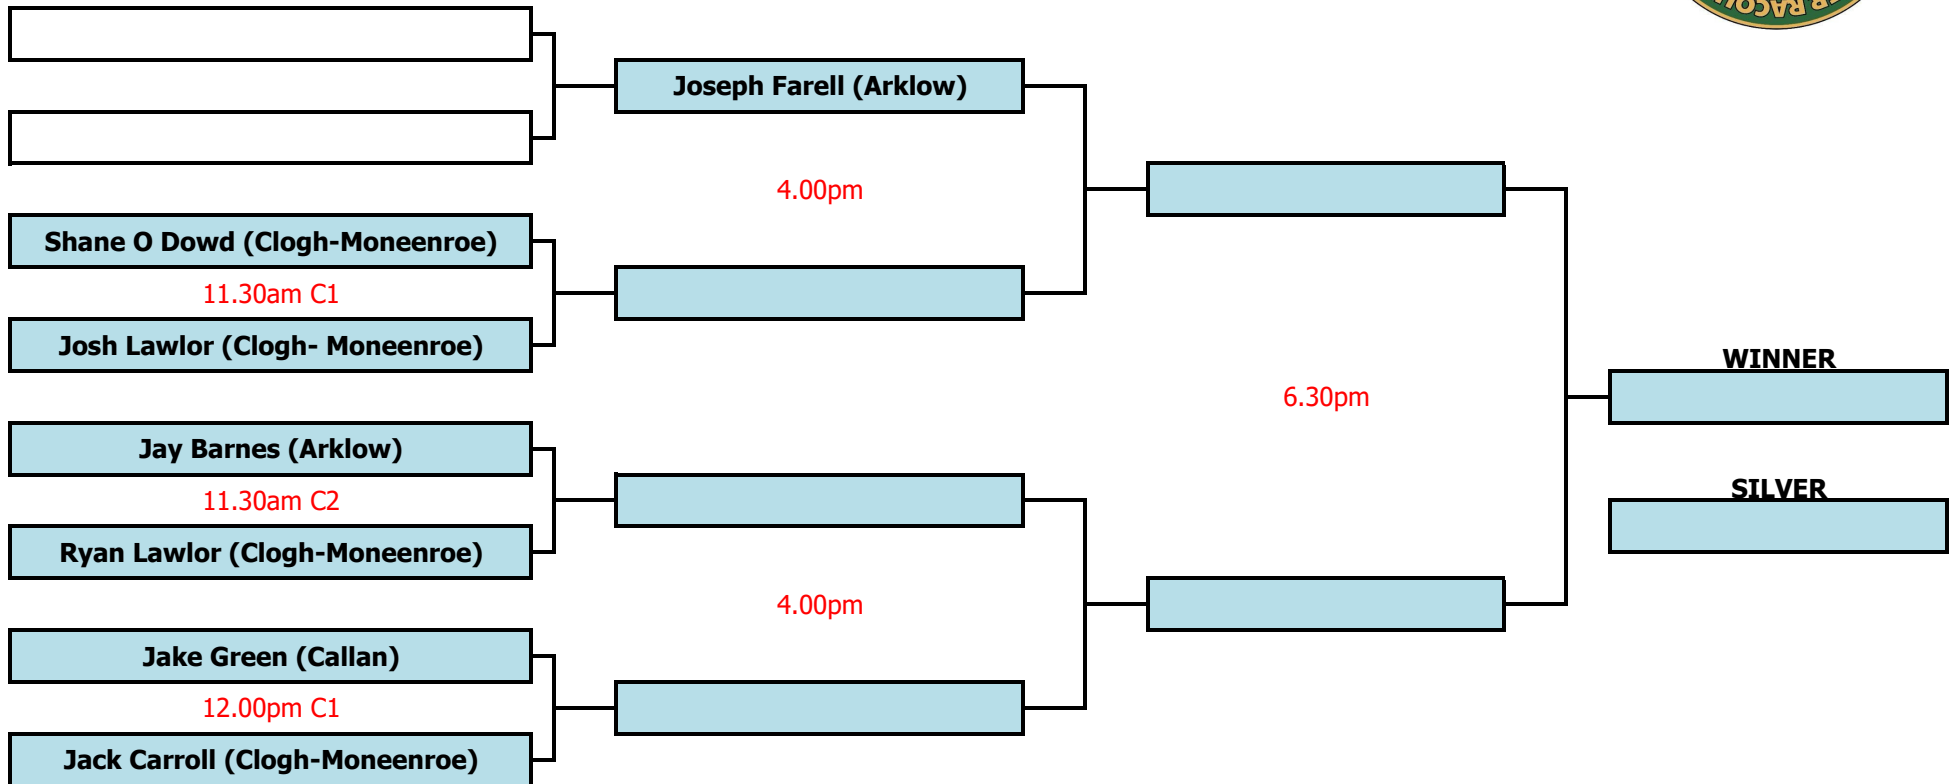 Joseph Farell (Arklow)
4.00pm
Shane O Dowd (Clogh-Moneenroe)
11.30am C1
Josh Lawlor (Clogh- Moneenroe)
WINNER
6.30pm
Jay Barnes (Arklow)
11.30am C2
SILVER
Ryan Lawlor (Clogh-Moneenroe)
4.00pm
Jake Green (Callan)
12.00pm C1
Jack Carroll (Clogh-Moneenroe)